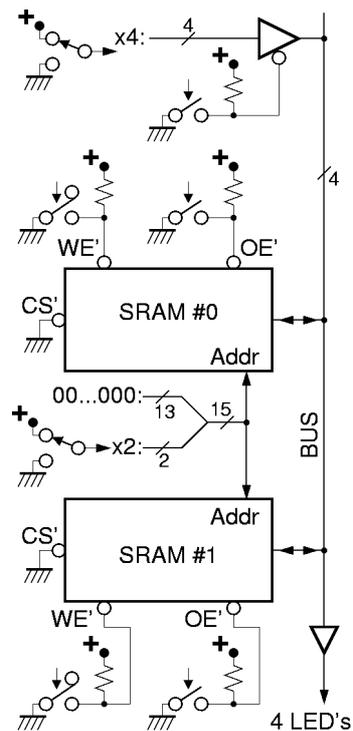 +
x4:
4
+
4
+
+
WE'
OE'
CS'
SRAM #0
Addr
00...000:
13
15
+
x2:
2
BUS
Addr
CS'
SRAM #1
WE'
OE'
+
+
4 LED's